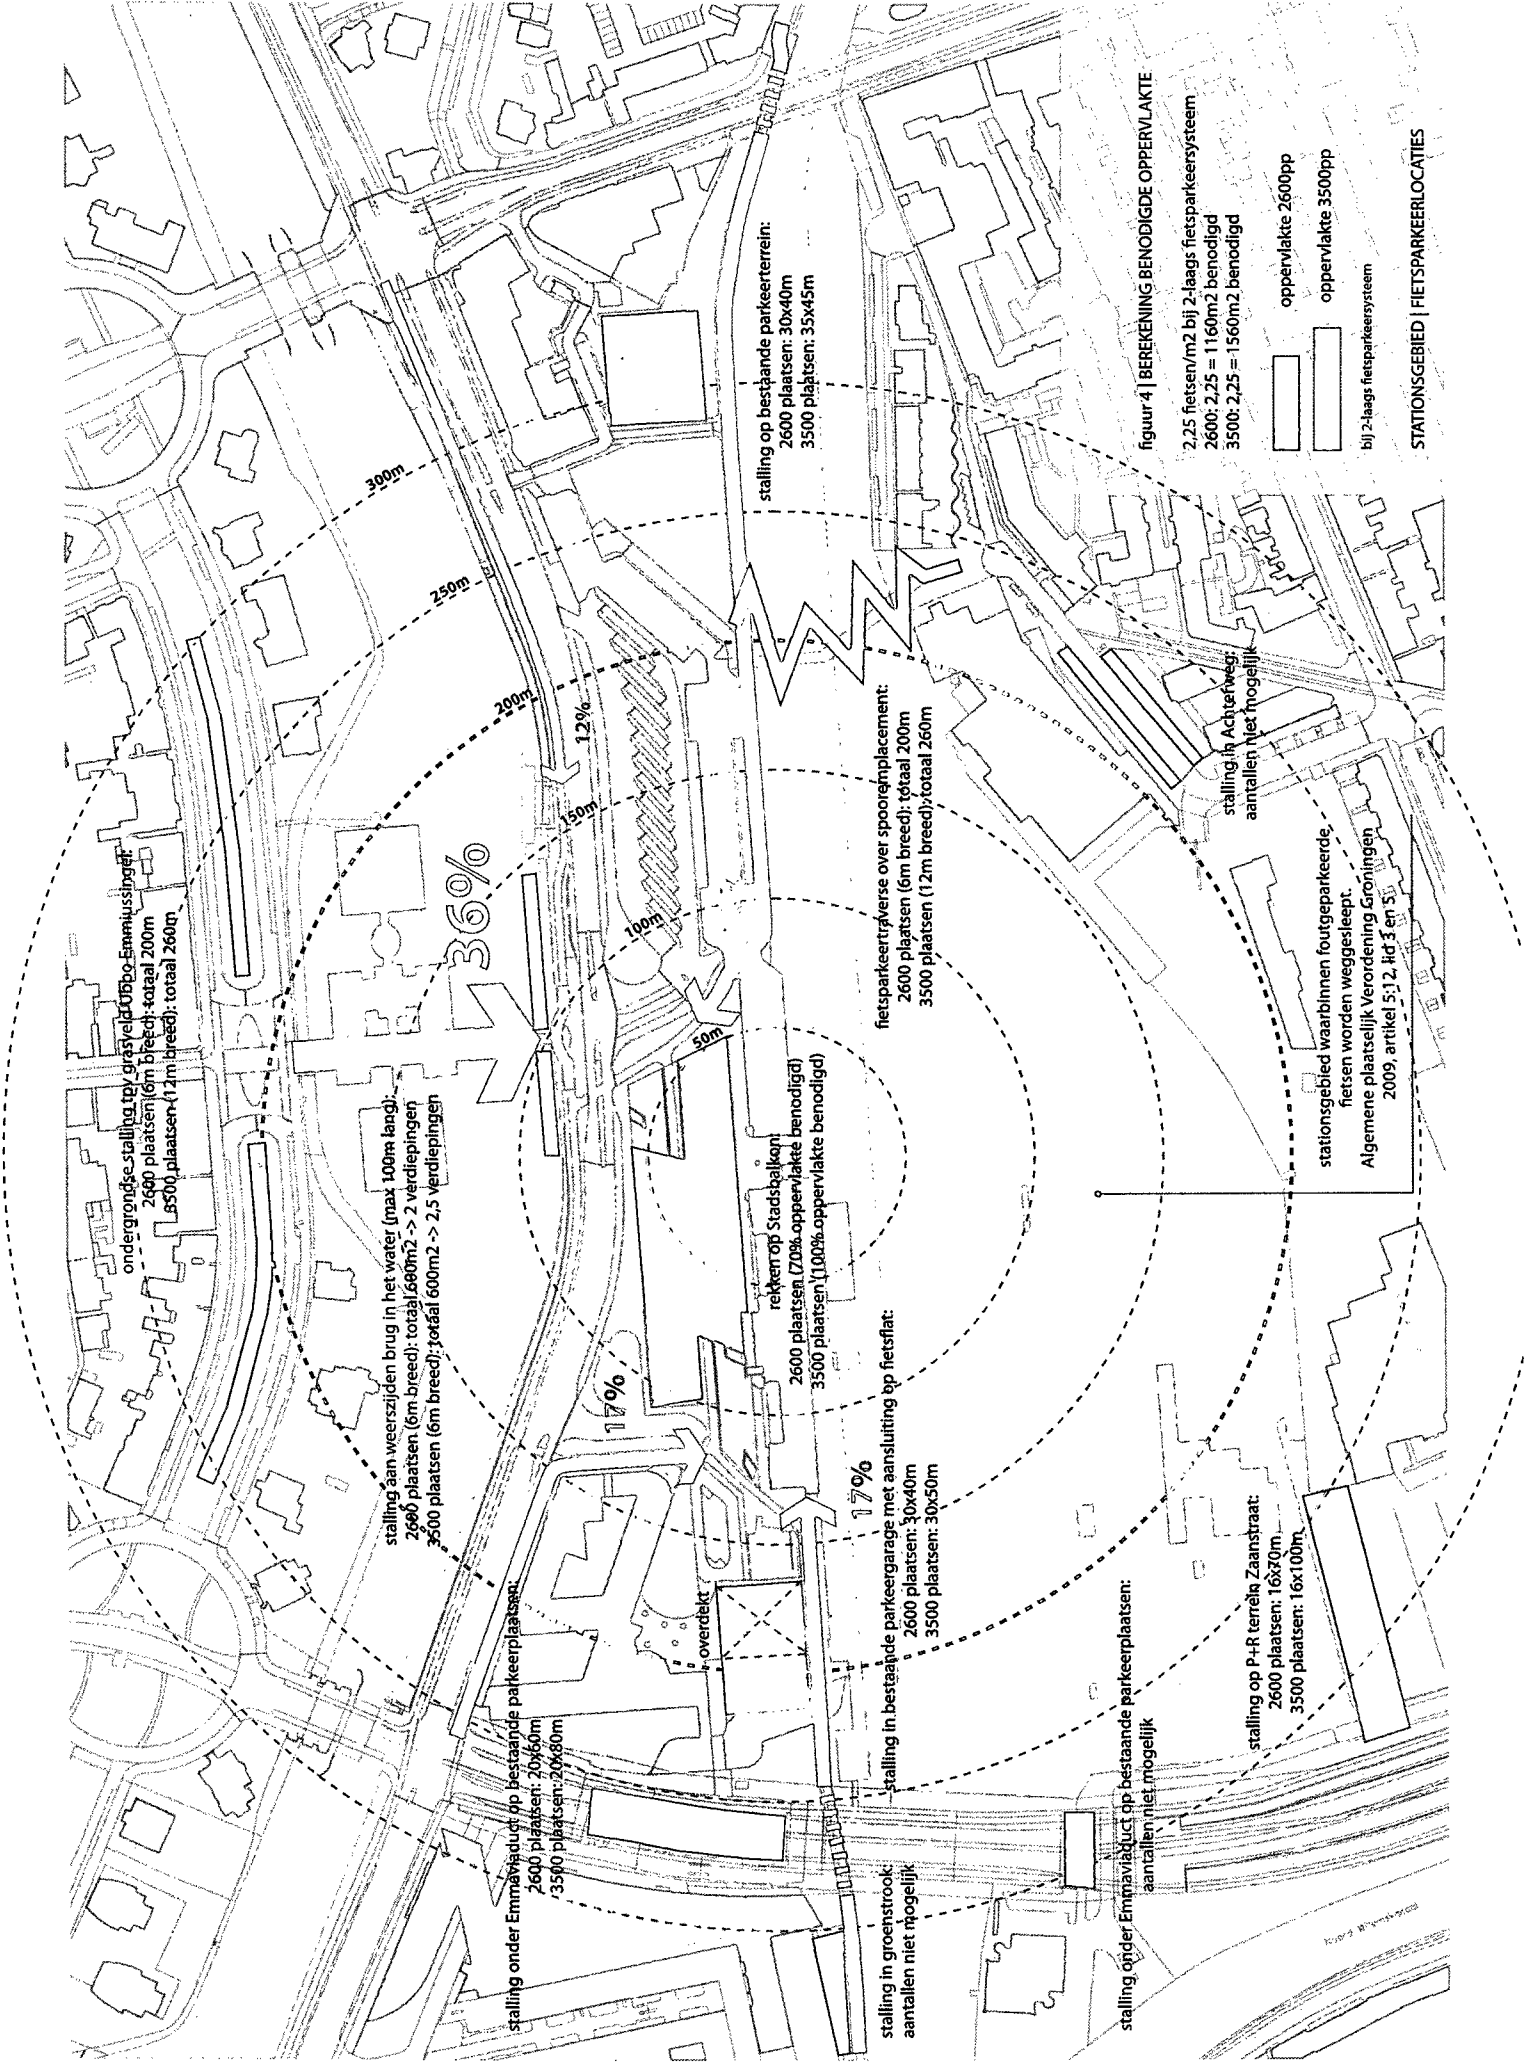 ondergrondse stalling tpv grasveld Ubbo Emmiussingel:
2600 plaatsen (6m breed): totaal 200m
3500 plaatsen (12m breed): totaal 260m
stalling aan weerszijden brug in het water (max 100m lang):
2600 plaatsen (6m breed): totaal 600m2 -> 2 verdiepingen
3500 plaatsen (6m breed): totaal 600m2 -> 2,5 verdiepingen
36%
300m
250m
200m
150m
100m
50m
12%
17%
17%
stalling onder Emmaviaduct op bestaande parkeerplaatsen:
2600 plaatsen: 20x60m
3500 plaatsen: 20x80m
overdekt
rekken op Stadsbalkon:
2600 plaatsen (70% oppervlakte benodigd)
3500 plaatsen (100% oppervlakte benodigd)
stalling op bestaande parkeerterrein:
2600 plaatsen: 30x40m
3500 plaatsen: 35x45m
fietsparkeertraverse over sporemplacement:
2600 plaatsen (6m breed): totaal 200m
3500 plaatsen (12m breed): totaal 260m
stalling in bestaande parkeergarage met aansluiting op fietsflat:
2600 plaatsen: 30x40m
3500 plaatsen: 30x50m
stalling in groenstrook:
aantallen niet mogelijk
stalling onder Emmaviaduct op bestaande parkeerplaatsen:
aantallen niet mogelijk
stalling op P+R terrein Zaanstraat:
2600 plaatsen: 16x70m
3500 plaatsen: 16x100m
stalling in Achterweg:
aantallen niet mogelijk
stationsgebied waarbinnen foutgeparkeerde
fietsen worden weggesleept.
Algemene plaatselijk Verordening Groningen
2009, artikel 5:12, lid 3 en 5
figuur 4 | BEREKENING BENODIGDE OPPERVLAKTE
2,25 fietsen/m2 bij 2-laags fietsparkeersysteem
2600: 2,25 = 1160m2 benodigd
3500: 2,25 = 1560m2 benodigd
oppervlakte 2600pp
oppervlakte 3500pp
bij 2-laags fietsparkeersysteem
STATIONSGEBIED | FIETSPARKEERLOCATIES